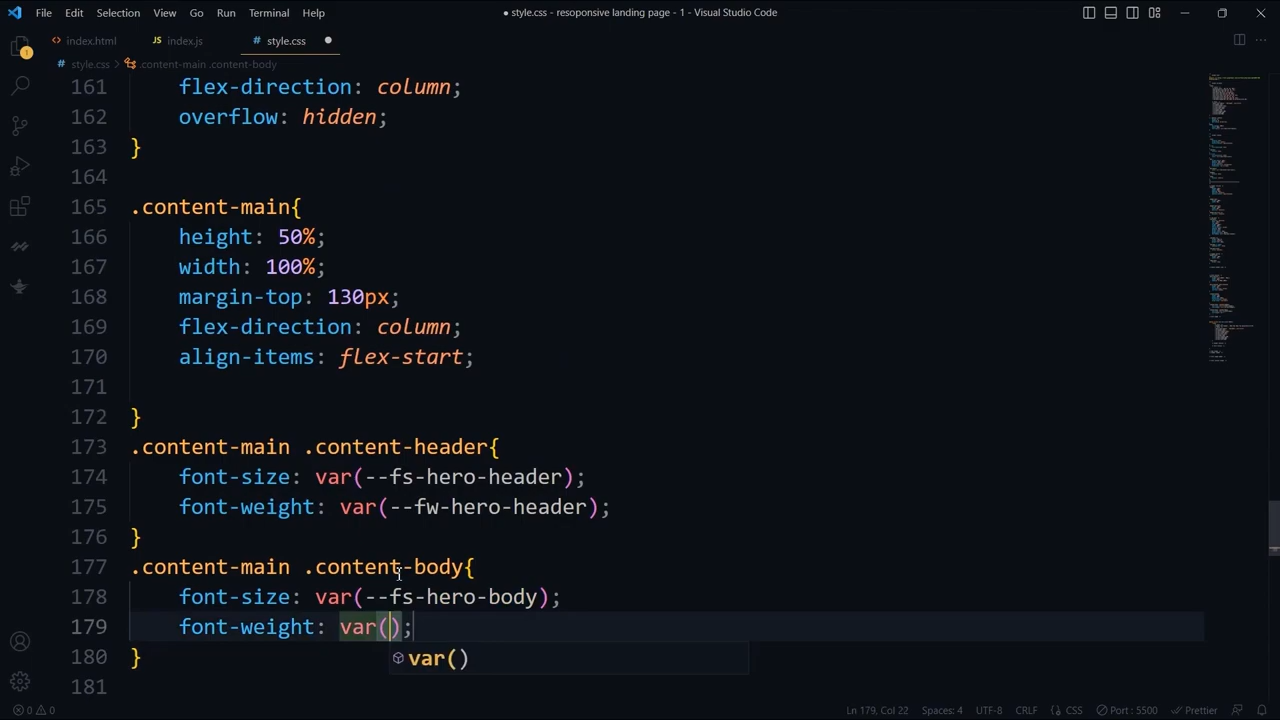 File Edit Selection View Go Run Terminal Help
● style.css - resoponsive landing page - 1 - Visual Studio Code
<> index.html
JS index.js
# style.css ●
# style.css > .content-main .content-body
1
161 flex-direction: column;
162 overflow: hidden;
163 }
164
165 .content-main{
166 height: 50%;
167 width: 100%;
168 margin-top: 130px;
169 flex-direction: column;
170 align-items: flex-start;
171
172 }
173 .content-main .content-header{
174 font-size: var(--fs-hero-header);
175 font-weight: var(--fw-hero-header);
176 }
177 .content-main .content-body{
178 font-size: var(--fs-hero-body);
179 font-weight: var();
var()
180 }
181
0 0 Ln 179, Col 22 Spaces: 4 UTF-8 CRLF {} CSS Port : 5500 Prettier